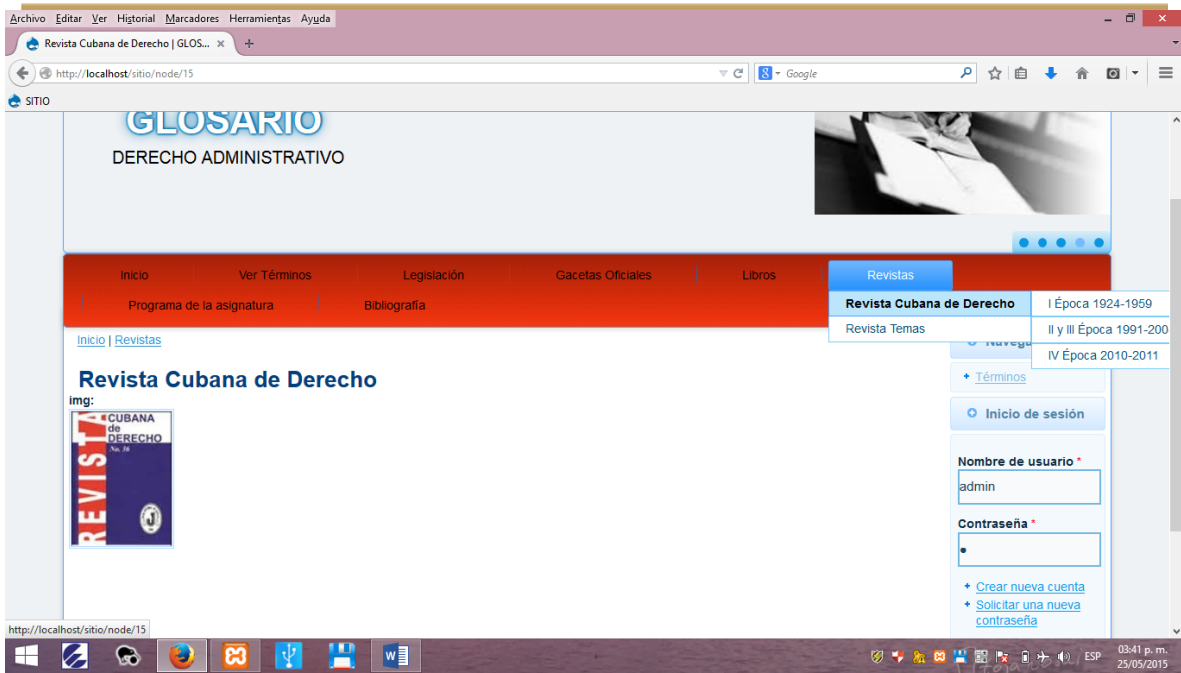 Archivo Editar Ver Historial Marcadores Herramientas Ayuda
Revista Cubana de Derecho | GLOS...
http://localhost/sitio/node/15
Google
SITIO
GLOSARIO
DERECHO ADMINISTRATIVO
Inicio Ver Términos Legislación Gacetas Oficiales Libros Revistas
Programa de la asignatura Bibliografía
Revista Cubana de Derecho
Revista Temas
I Época 1924-1959
II y III Época 1991-200
IV Época 2010-2011
Inicio | Revistas
Revista Cubana de Derecho
img:
REVISTA
CUBANA
de
DERECHO
No. 36
J
Navega
Términos
Inicio de sesión
Nombre de usuario *
admin
Contraseña *
Crear nueva cuenta
Solicitar una nueva
contraseña
http://localhost/sitio/node/15
ESP
03:41 p. m.
25/05/2015